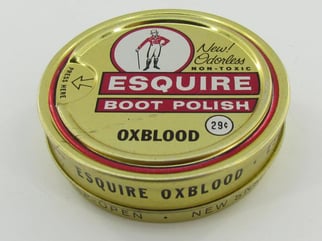 New!
Odorless
NON-TOXIC
PRESS HERE
ESQUIRE
BOOT POLISH
OXBLOOD
29¢
ESQUIRE OXBLOOD
OPEN • NEW